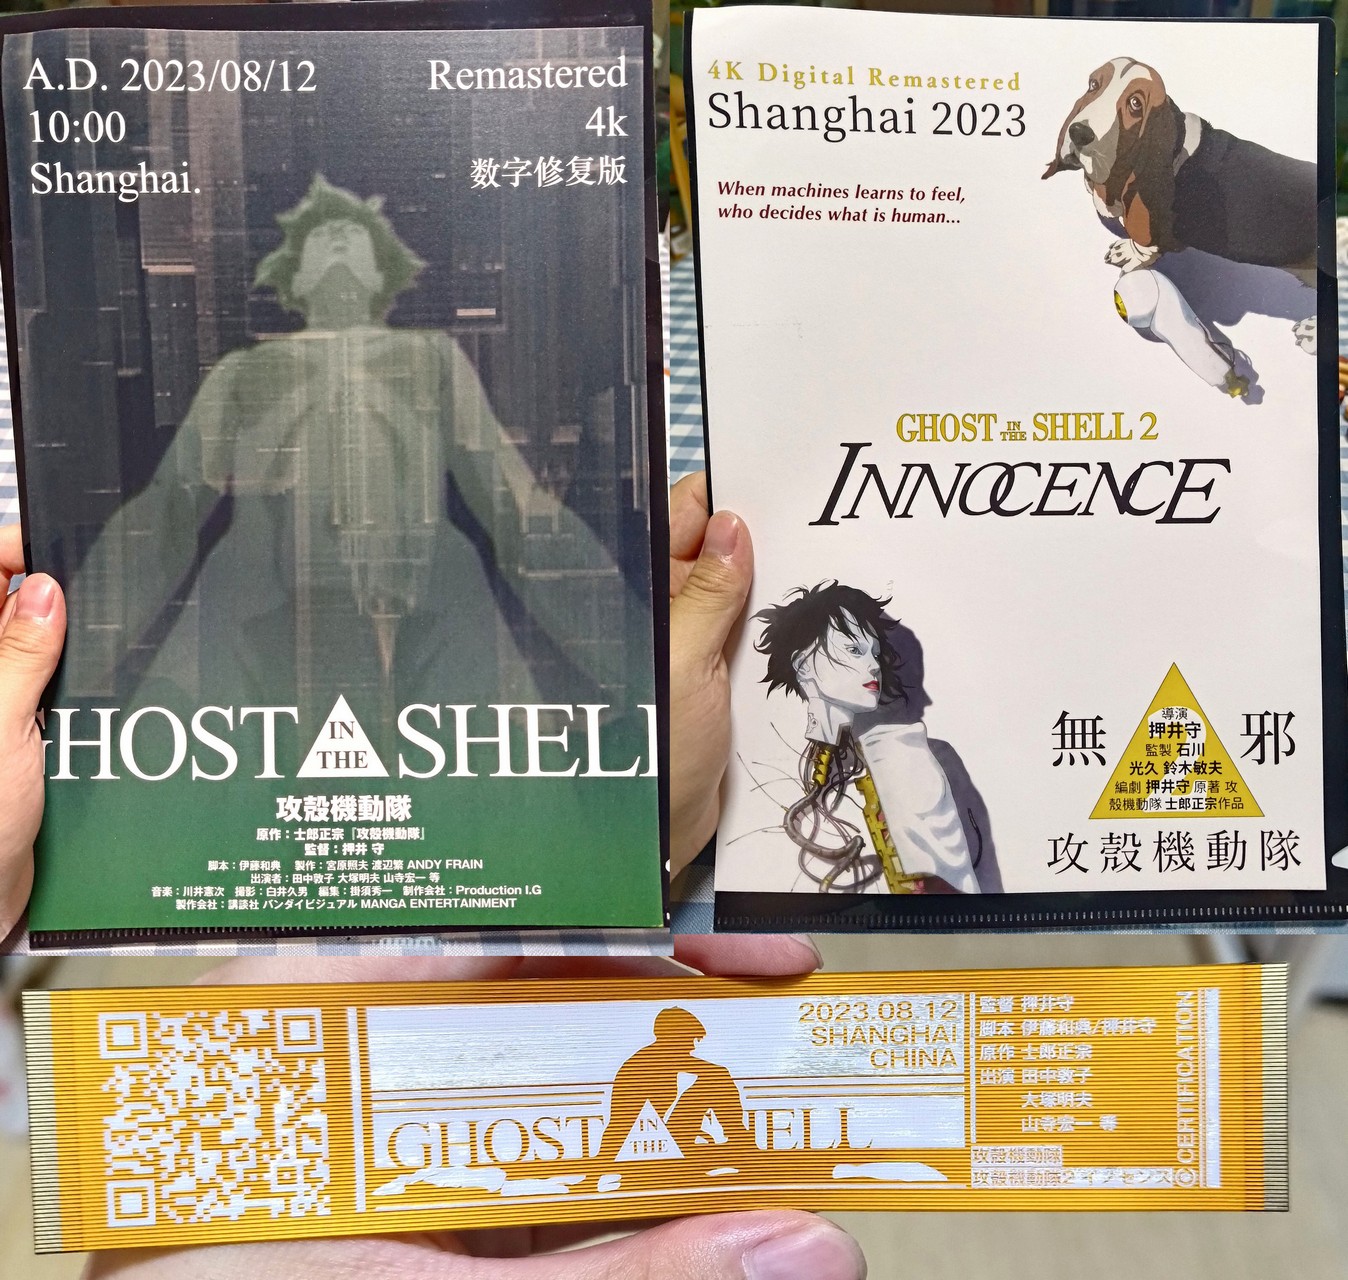 A.D. 2023/08/12
10:00
Shanghai.
Remastered
4k
数字修复版
GHOST IN THE SHELL
攻殻機動隊
原作：士郎正宗『攻殻機動隊』
監督：押井 守
脚本：伊藤和典 製作：宮原照夫 渡辺繁 ANDY FRAIN
出演者：田中敦子 大塚明夫 山寺宏一 等
音楽：川井憲次 撮影：白井久男 編集：掛須秀一 制作会社：Production I.G
製作会社：講談社 バンダイビジュアル MANGA ENTERTAINMENT
4K Digital Remastered
Shanghai 2023
When machines learns to feel,
who decides what is human...
GHOST IN THE SHELL 2
INNOCENCE
無 邪
導演
押井守
監製 石川
光久 鈴木敏夫
編劇 押井守 原著 攻
殻機動隊 士郎正宗作品
攻殻機動隊
2023.08.12
SHANGHAI
CHINA
GHOST IN THE SHELL
監督 押井守
脚本 伊藤和典/押井守
原作 士郎正宗
出演 田中敦子
大塚明夫
山寺宏一 等
攻殻機動隊
攻殻機動隊2イノセンス
CERTIFICATION